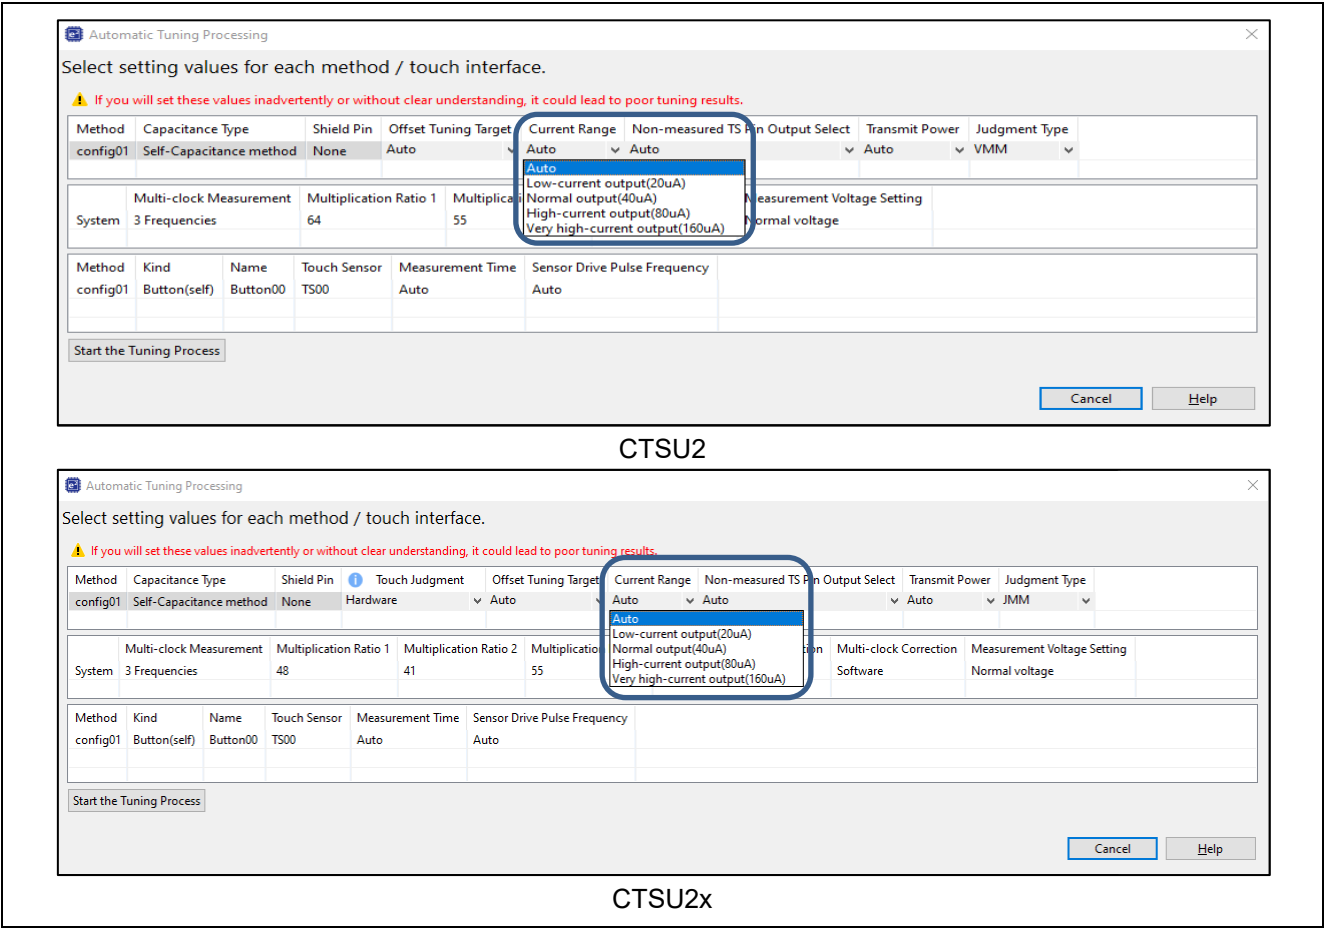 Automatic Tuning Processing
Select setting values for each method / touch interface.
If you will set these values inadvertently or without clear understanding, it could lead to poor tuning results.
Method Capacitance Type Shield Pin Offset Tuning Target Current Range Non-measured TS Pin Output Select Transmit Power Judgment Type
config01 Self-Capacitance method None Auto Auto Auto Auto VMM
Auto
Low-current output(20uA)
Normal output(40uA)
High-current output(80uA)
Very high-current output(160uA)
Multi-clock Measurement Multiplication Ratio 1 Multiplicati Measurement Voltage Setting
System 3 Frequencies 64 55 Normal voltage
Method Kind Name Touch Sensor Measurement Time Sensor Drive Pulse Frequency
config01 Button(self) Button00 TS00 Auto Auto
Start the Tuning Process
Cancel Help
CTSU2
Automatic Tuning Processing
Select setting values for each method / touch interface.
If you will set these values inadvertently or without clear understanding, it could lead to poor tuning results.
Method Capacitance Type Shield Pin Touch Judgment Offset Tuning Target Current Range Non-measured TS Pin Output Select Transmit Power Judgment Type
config01 Self-Capacitance method None Hardware Auto Auto Auto Auto JMM
Auto
Low-current output(20uA)
Normal output(40uA)
High-current output(80uA)
Very high-current output(160uA)
Multi-clock Measurement Multiplication Ratio 1 Multiplication Ratio 2 Multiplication tion Multi-clock Correction Measurement Voltage Setting
System 3 Frequencies 48 41 55 Software Normal voltage
Method Kind Name Touch Sensor Measurement Time Sensor Drive Pulse Frequency
config01 Button(self) Button00 TS00 Auto Auto
Start the Tuning Process
Cancel Help
CTSU2x